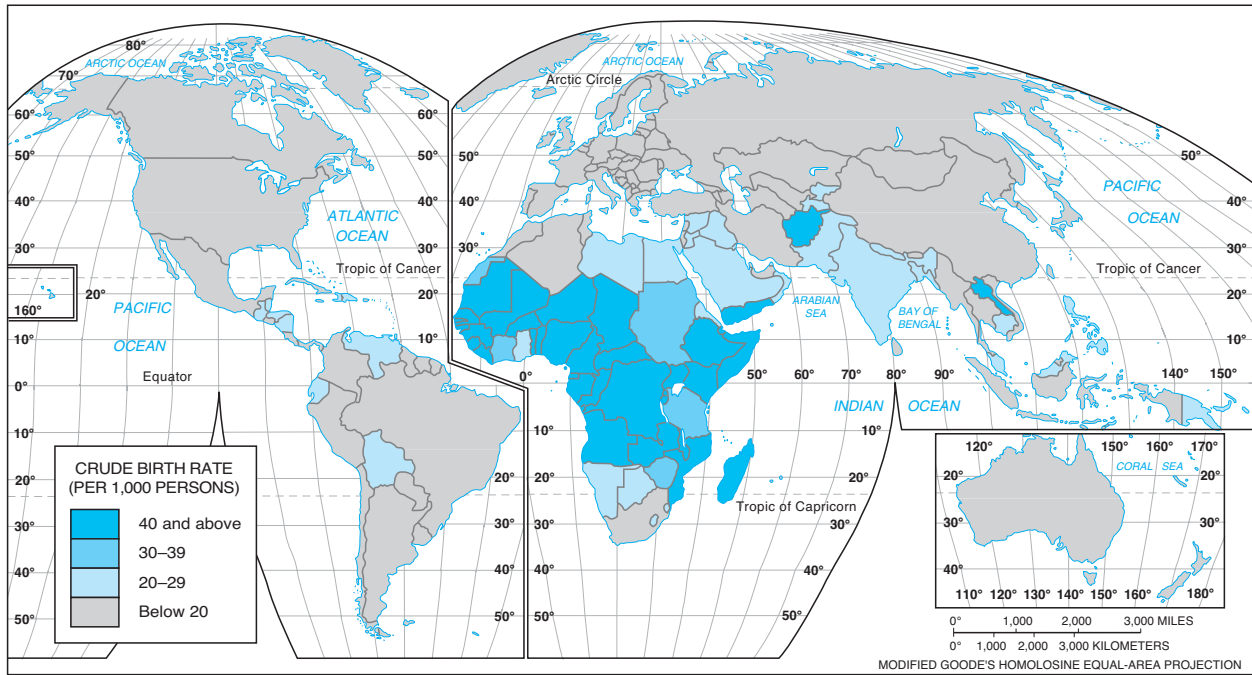 80°
ARCTIC OCEAN
70°
60°
50°
40°
30°
20°
160°
PACIFIC
OCEAN
10°
Equator
0°
10°
20°
30°
40°
50°
ATLANTIC
OCEAN
Tropic of Cancer
ARCTIC OCEAN
Arctic Circle
60°
50°
40°
30°
20°
10°
0°
50°
60°
70°
80°
90°
140°
150°
ARABIAN
SEA
BAY OF
BENGAL
50°
PACIFIC
OCEAN
40°
30°
Tropic of Cancer
20°
10°
0°
INDIAN
OCEAN
10°
20°
30°
40°
50°
10°
20°
Tropic of Capricorn
30°
50°
CRUDE BIRTH RATE
(PER 1,000 PERSONS)
40 and above
30–39
20–29
Below 20
120°
150°
160°
170°
CORAL SEA
20°
30°
40°
20°
30°
40°
110°
130°
140°
150°
160°
180°
0°
1,000
2,000
3,000 MILES
0°
1,000
2,000
3,000 KILOMETERS
MODIFIED GOODE'S HOMOLOSINE EQUAL-AREA PROJECTION